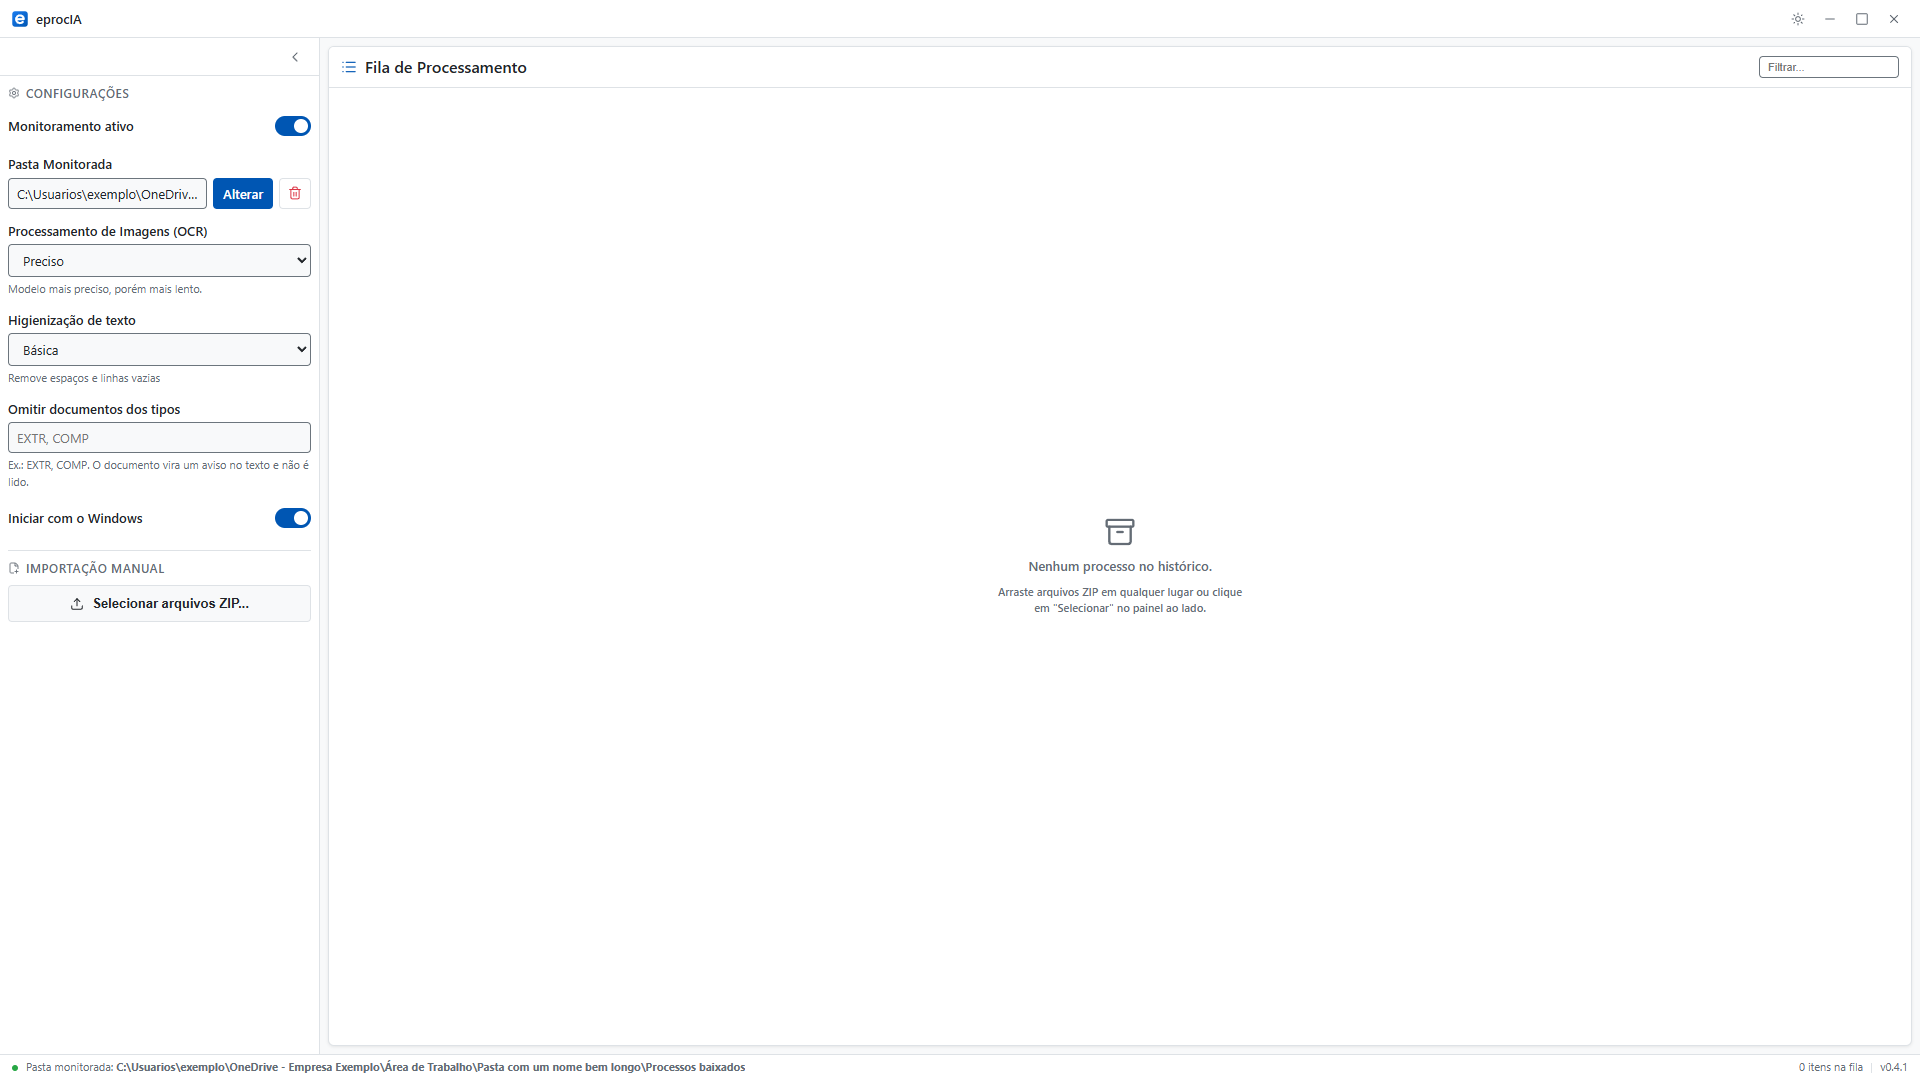 eprocIA
CONFIGURAÇÕES
Monitoramento ativo
Pasta Monitorada
C:\Usuarios\exemplo\OneDriv...
Alterar
Processamento de Imagens (OCR)
Preciso
Modelo mais preciso, porém mais lento.
Higienização de texto
Básica
Remove espaços e linhas vazias
Omitir documentos dos tipos
EXTR, COMP
Ex.: EXTR, COMP. O documento vira um aviso no texto e não é
lido.
Iniciar com o Windows
IMPORTAÇÃO MANUAL
Selecionar arquivos ZIP...
Fila de Processamento
Filtrar...
Nenhum processo no histórico.
Arraste arquivos ZIP em qualquer lugar ou clique
em “Selecionar” no painel ao lado.
Pasta monitorada: C:\Usuarios\exemplo\OneDrive - Empresa Exemplo\Área de Trabalho\Pasta com um nome bem longo\Processos baixados
0 itens na fila
v0.4.1